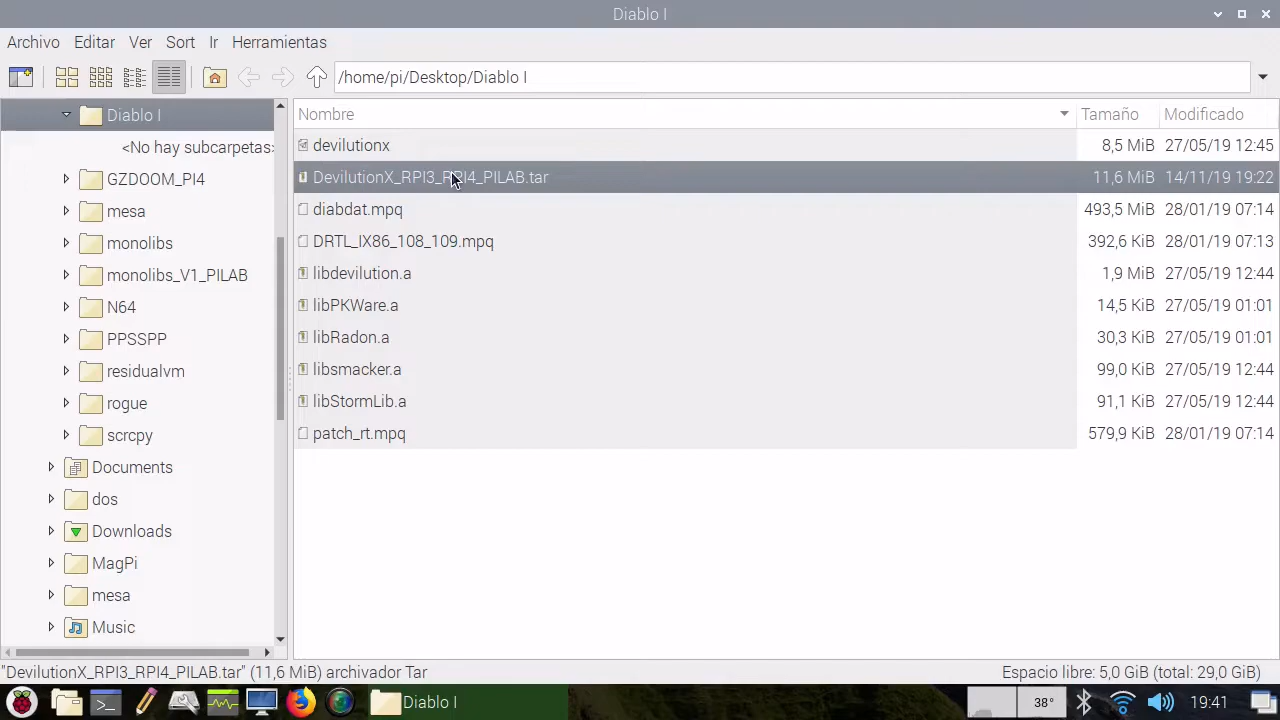 Diablo I
Archivo Editar Ver Sort Ir Herramientas
/home/pi/Desktop/Diablo I
Diablo I
<No hay subcarpetas>
GZDOOM_PI4
mesa
monolibs
monolibs_V1_PILAB
N64
PPSSPP
residualvm
rogue
scrcpy
Documents
dos
Downloads
MagPi
mesa
Music
Nombre Tamaño Modificado
devilutionx 8,5 MiB 27/05/19 12:45
DevilutionX_RPI3_RPI4_PILAB.tar 11,6 MiB 14/11/19 19:22
diabdat.mpq 493,5 MiB 28/01/19 07:14
DRTL_IX86_108_109.mpq 392,6 KiB 28/01/19 07:13
libdevilution.a 1,9 MiB 27/05/19 12:44
libPKWare.a 14,5 KiB 27/05/19 01:01
libRadon.a 30,3 KiB 27/05/19 01:01
libsmacker.a 99,0 KiB 27/05/19 12:44
libStormLib.a 91,1 KiB 27/05/19 12:44
patch_rt.mpq 579,9 KiB 28/01/19 07:14
"DevilutionX_RPI3_RPI4_PILAB.tar" (11,6 MiB) archivador Tar Espacio libre: 5,0 GiB (total: 29,0 GiB)
Diablo I 38° 19:41